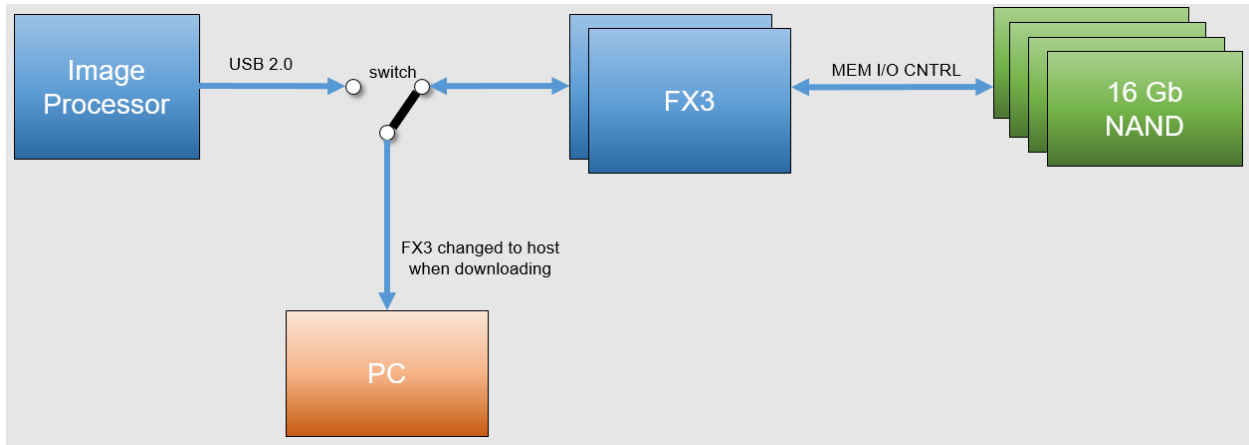 Image
Processor
USB 2.0
switch
FX3
MEM I/O CNTRL
16 Gb
NAND
FX3 changed to host
when downloading
PC